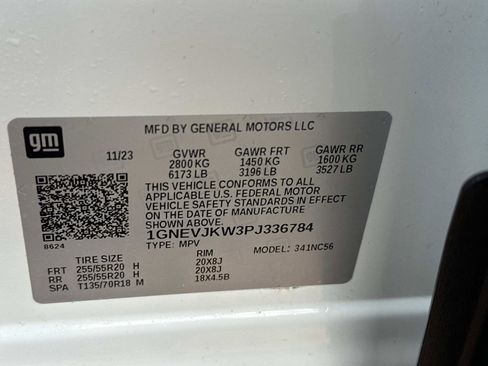 gm
MFD BY GENERAL MOTORS LLC
11/23 GVWR GAWR FRT GAWR RR
2800 KG 1450 KG 1600 KG
6173 LB 3196 LB 3527 LB
THIS VEHICLE CONFORMS TO ALL
APPLICABLE U.S. FEDERAL MOTOR
VEHICLE SAFETY STANDARDS IN EFFECT
ON THE DATE OF MANUFACTURE SHOWN ABOVE.
8624 1GNEVJKW3PJ336784
TYPE: MPV MODEL: 341NC56
TIRE SIZE RIM
FRT 255/55R20 H 20X8J
RR 255/55R20 H 20X8J
SPA T135/70R18 M 18X4.5B